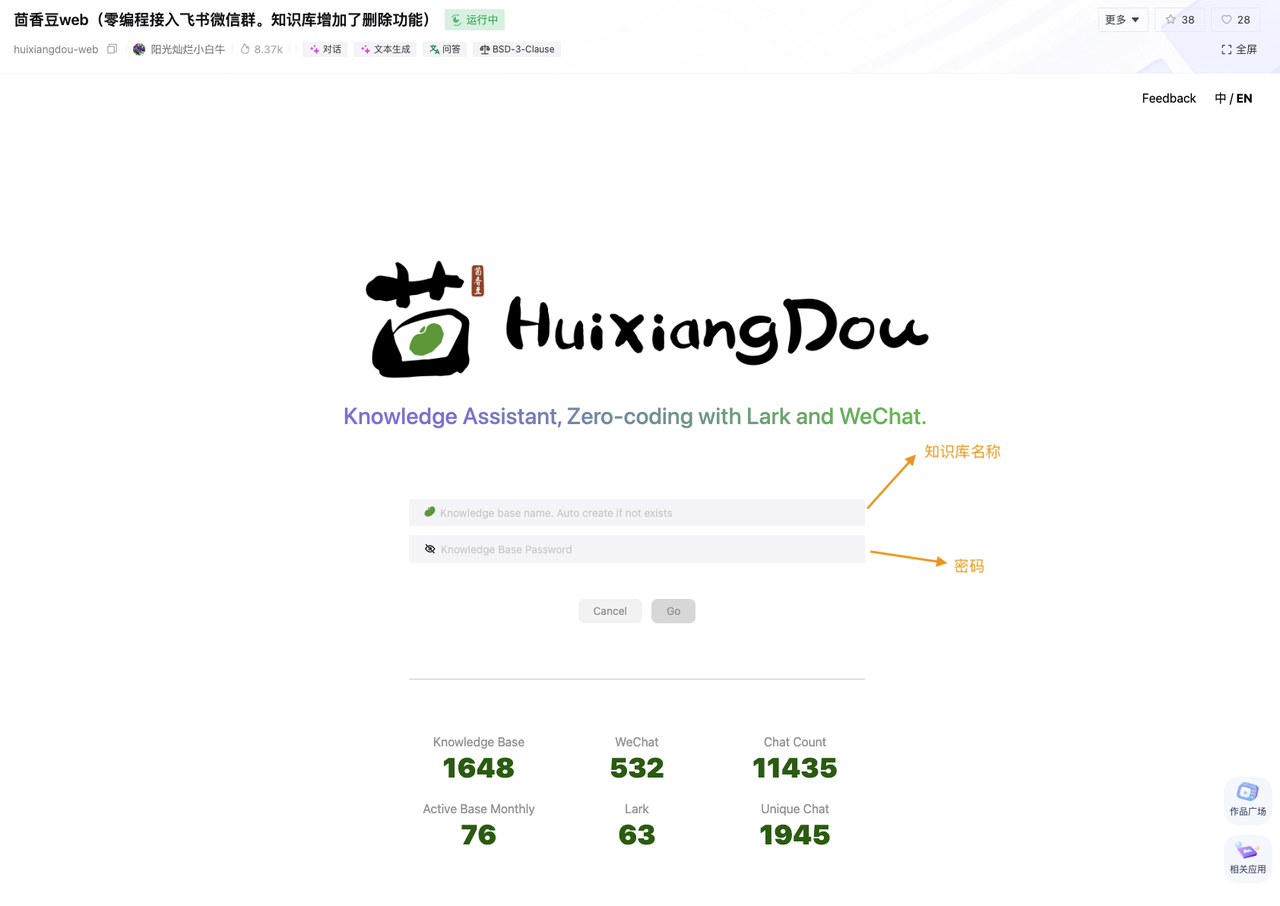 茴香豆web（零编程接入飞书微信群。知识库增加了删除功能） 运行中 更多 38 28
huixiangdou-web 阳光灿烂小白牛 8.37k 对话 文本生成 问答 BSD-3-Clause 全屏
Feedback 中 / EN
茴香豆
HuixiangDou
Knowledge Assistant, Zero-coding with Lark and WeChat.
知识库名称
Knowledge base name. Auto create if not exists
Knowledge Base Password
密码
Cancel Go
Knowledge Base WeChat Chat Count
1648 532 11435
Active Base Monthly Lark Unique Chat
76 63 1945
作品广场
相关应用